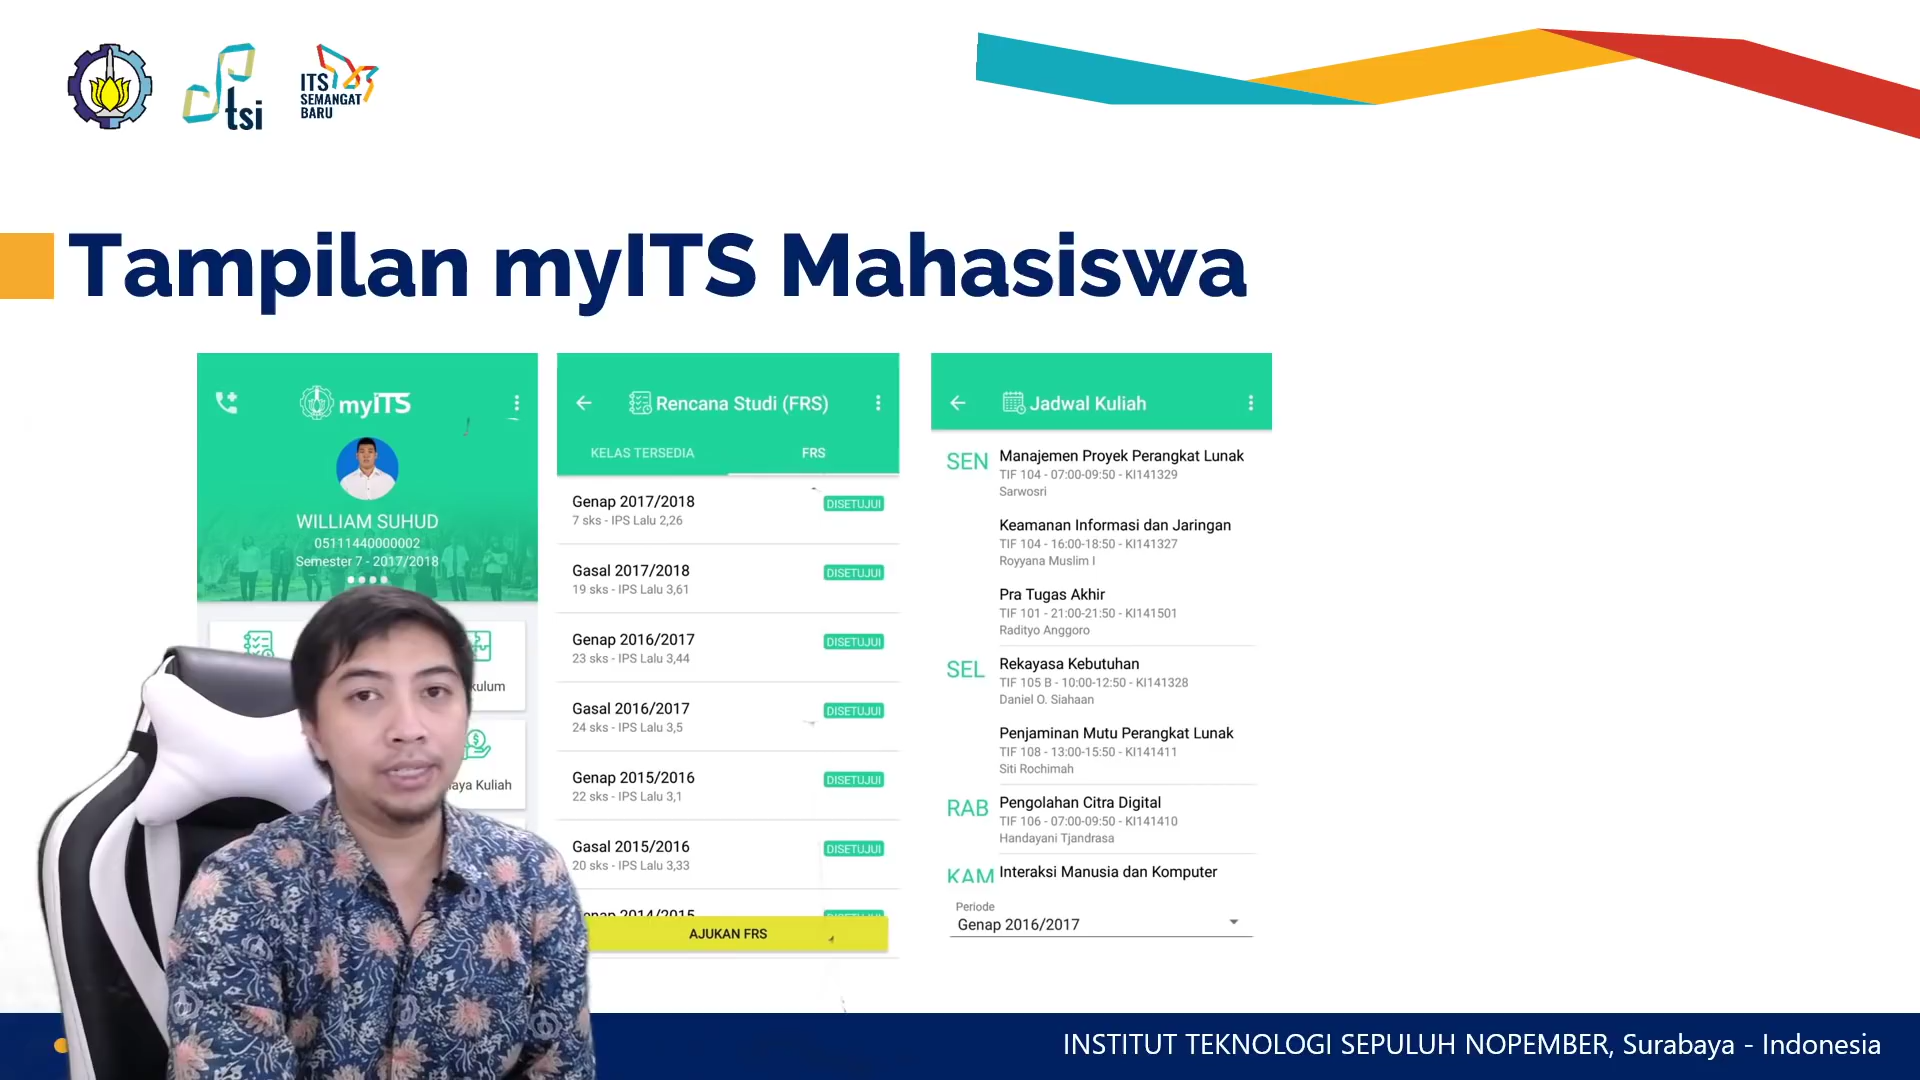 tsi
ITS
SEMANGAT
BARU
Tampilan myITS Mahasiswa
myITS
WILLIAM SUHUD
05111440000002
Semester 7 - 2017/2018
Rencana Studi (FRS)
KELAS TERSEDIA FRS
Genap 2017/2018 DISETUJUI
7 sks - IPS Lalu 2,26
Gasal 2017/2018 DISETUJUI
19 sks - IPS Lalu 3,61
Genap 2016/2017 DISETUJUI
23 sks - IPS Lalu 3,44
Gasal 2016/2017 DISETUJUI
24 sks - IPS Lalu 3,5
Genap 2015/2016 DISETUJUI
22 sks - IPS Lalu 3,1
Gasal 2015/2016 DISETUJUI
20 sks - IPS Lalu 3,33
AJUKAN FRS
Jadwal Kuliah
SEN Manajemen Proyek Perangkat Lunak
TIF 104 - 07:00-09:50 - KI141329
Sarwosri
Keamanan Informasi dan Jaringan
TIF 104 - 16:00-18:50 - KI141327
Royyana Muslim I
Pra Tugas Akhir
TIF 101 - 21:00-21:50 - KI141501
Radityo Anggoro
SEL Rekayasa Kebutuhan
TIF 105 B - 10:00-12:50 - KI141328
Daniel O. Siahaan
Penjaminan Mutu Perangkat Lunak
TIF 108 - 13:00-15:50 - KI141411
Siti Rochimah
RAB Pengolahan Citra Digital
TIF 106 - 07:00-09:50 - KI141410
Handayani Tjandrasa
KAM Interaksi Manusia dan Komputer
Periode
Genap 2016/2017
Kuliah
INSTITUT TEKNOLOGI SEPULUH NOPEMBER, Surabaya - Indonesia